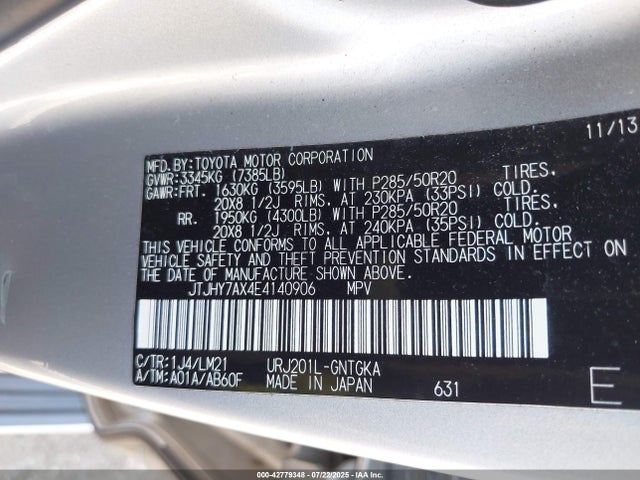 11/13
MFD.BY:TOYOTA MOTOR CORPORATION
GVWR:3345KG (7385LB)
GAWR:FRT. 1630KG (3595LB) WITH P285/50R20 TIRES,
20X8 1/2J RIMS, AT 230KPA (33PSI) COLD.
RR. 1950KG (4300LB) WITH P285/50R20 TIRES,
20X8 1/2J RIMS, AT 240KPA (35PSI) COLD.
THIS VEHICLE CONFORMS TO ALL APPLICABLE FEDERAL MOTOR
VEHICLE SAFETY AND THEFT PREVENTION STANDARDS IN EFFECT ON
THE DATE OF MANUFACTURE SHOWN ABOVE.
JTJHY7AX4E4140906 MPV
C/TR:1J4/LM21 URJ201L-GNTGKA
A/TM:A01A/AB60F MADE IN JAPAN 631 E
000-42779348 - 07/22/2025 - IAA Inc.